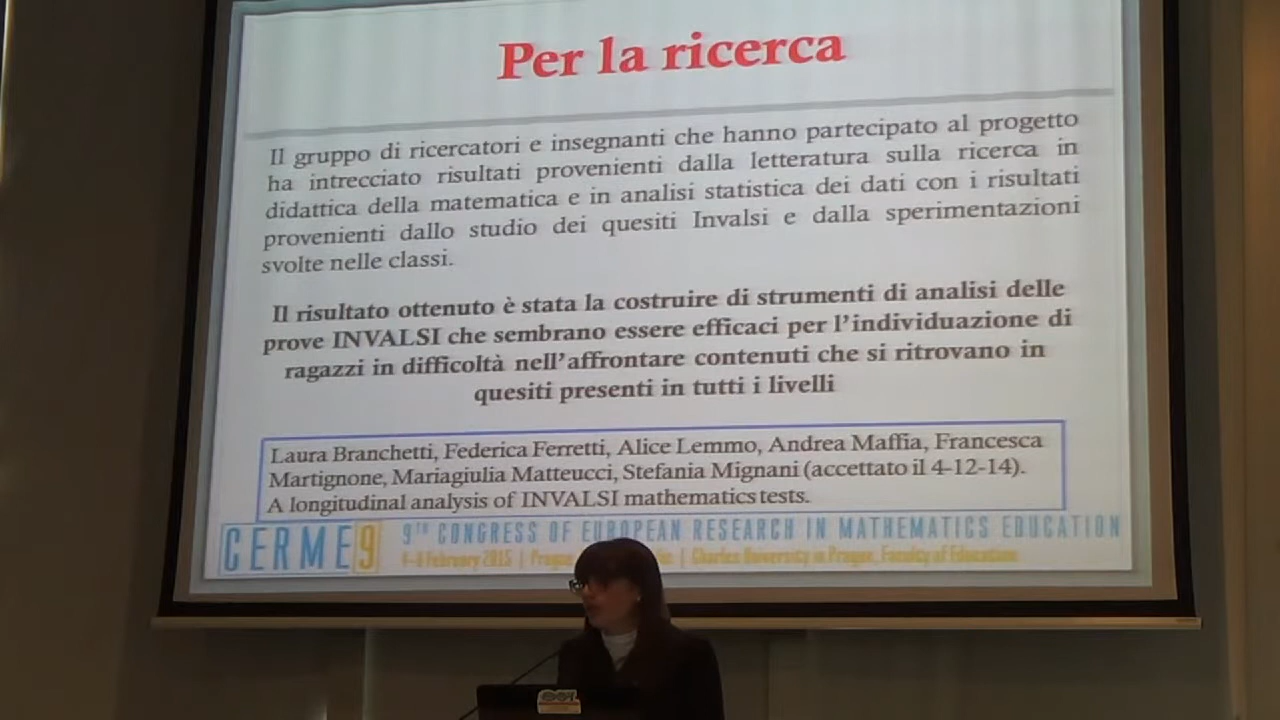 Per la ricerca
Il gruppo di ricercatori e insegnanti che hanno partecipato al progetto
ha intrecciato risultati provenienti dalla letteratura sulla ricerca in
didattica della matematica e in analisi statistica dei dati con i risultati
provenienti dallo studio dei quesiti Invalsi e dalla sperimentazioni
svolte nelle classi.
Il risultato ottenuto è stata la costruire di strumenti di analisi delle
prove INVALSI che sembrano essere efficaci per l'individuazione di
ragazzi in difficoltà nell'affrontare contenuti che si ritrovano in
quesiti presenti in tutti i livelli
Laura Branchetti, Federica Ferretti, Alice Lemmo, Andrea Maffia, Francesca
Martignone, Mariagiulia Matteucci, Stefania Mignani (accettato il 4-12-14).
A longitudinal analysis of INVALSI mathematics tests.
CERME9
9TH CONGRESS OF EUROPEAN RESEARCH IN MATHEMATICS EDUCATION
4-8 February 2015 | Prague | Charles University in Prague, Faculty of Education